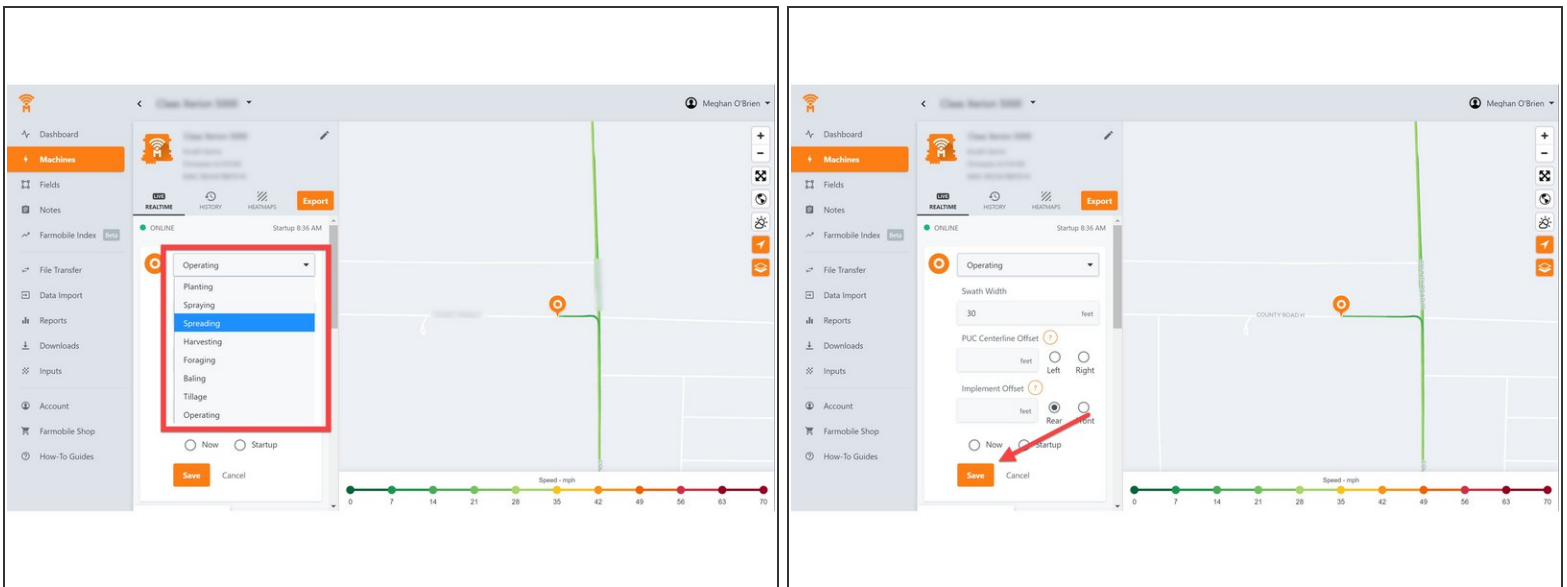 Meghan O'Brien
Dashboard
Machines
Fields
Notes
Farmobile Index Beta
File Transfer
Data Import
Reports
Downloads
Inputs
Account
Farmobile Shop
How-To Guides
LIVE
REALTIME HISTORY HEATMAPS Export
ONLINE Startup 8:36 AM
Operating
Planting
Spraying
Spreading
Harvesting
Foraging
Baling
Tillage
Operating
Now Startup
Save Cancel
Speed - mph
0 7 14 21 28 35 42 49 56 63 70
Meghan O'Brien
Dashboard
Machines
Fields
Notes
Farmobile Index Beta
File Transfer
Data Import
Reports
Downloads
Inputs
Account
Farmobile Shop
How-To Guides
LIVE
REALTIME HISTORY HEATMAPS Export
ONLINE Startup 8:36 AM
Operating
Swath Width
30 feet
PUC Centerline Offset ?
feet Left Right
Implement Offset ?
feet Rear Front
Now Startup
Save Cancel
COUNTY ROAD H
Speed - mph
0 7 14 21 28 35 42 49 56 63 70